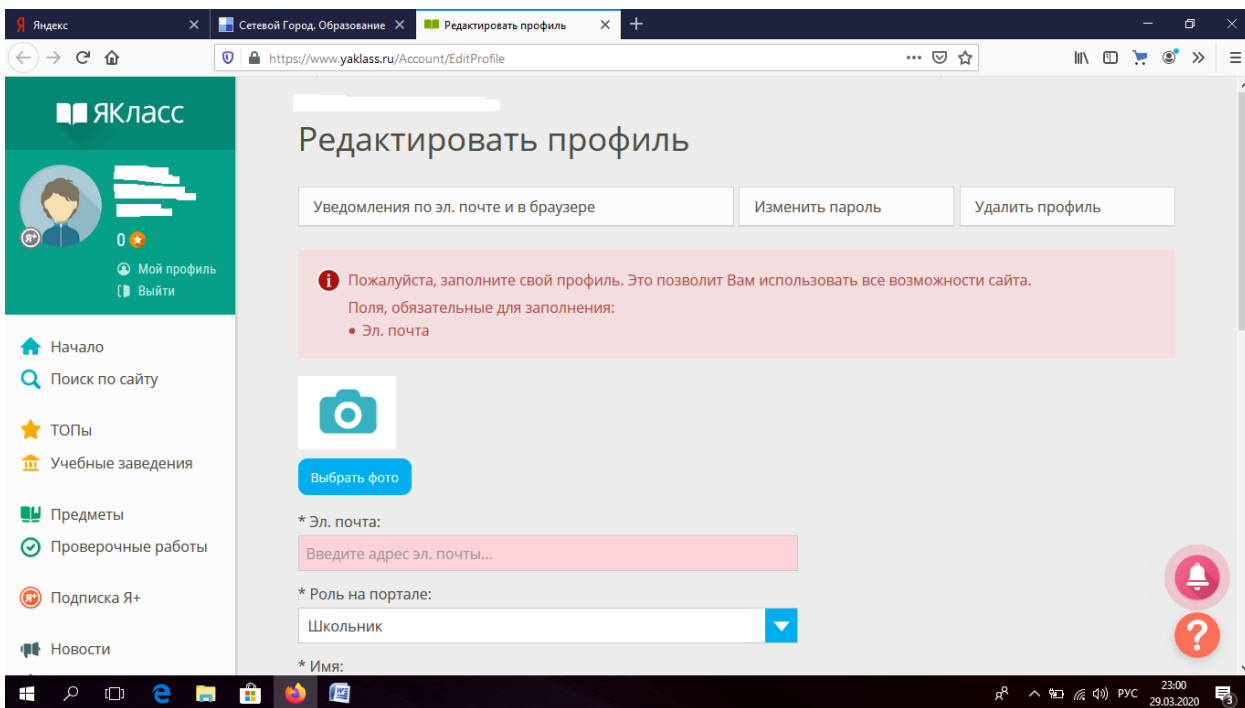 Яндекс
Сетевой Город. Образование
Редактировать профиль
https://www.yaklass.ru/Account/EditProfile
ЯКласс
0
Мой профиль
Выйти
Начало
Поиск по сайту
ТОПы
Учебные заведения
Предметы
Проверочные работы
Подписка Я+
Новости
Редактировать профиль
Уведомления по эл. почте и в браузере
Изменить пароль
Удалить профиль
Пожалуйста, заполните свой профиль. Это позволит Вам использовать все возможности сайта.
Поля, обязательные для заполнения:
• Эл. почта
Выбрать фото
* Эл. почта:
Введите адрес эл. почты...
* Роль на портале:
Школьник
* Имя:
?
РУС
23:00
29.03.2020
3